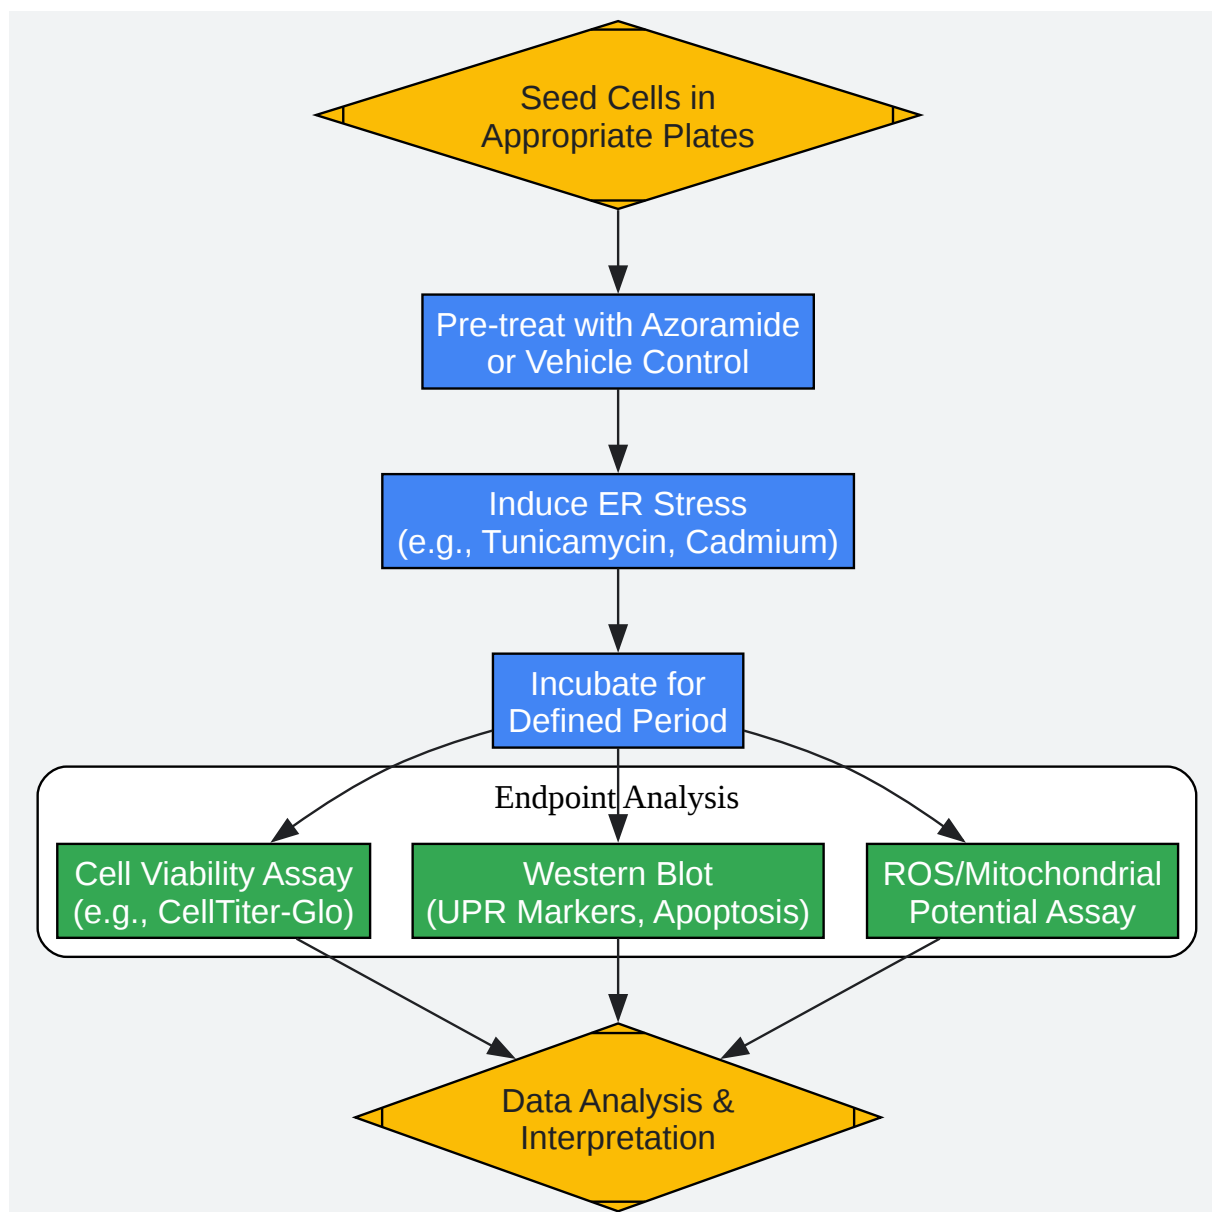 Seed Cells in
Appropriate Plates
Pre-treat with Azoramide
or Vehicle Control
Induce ER Stress
(e.g., Tunicamycin, Cadmium)
Incubate for
Defined Period
Endpoint Analysis
Cell Viability Assay
(e.g., CellTiter-Glo)
Western Blot
(UPR Markers, Apoptosis)
ROS/Mitochondrial
Potential Assay
Data Analysis &
Interpretation